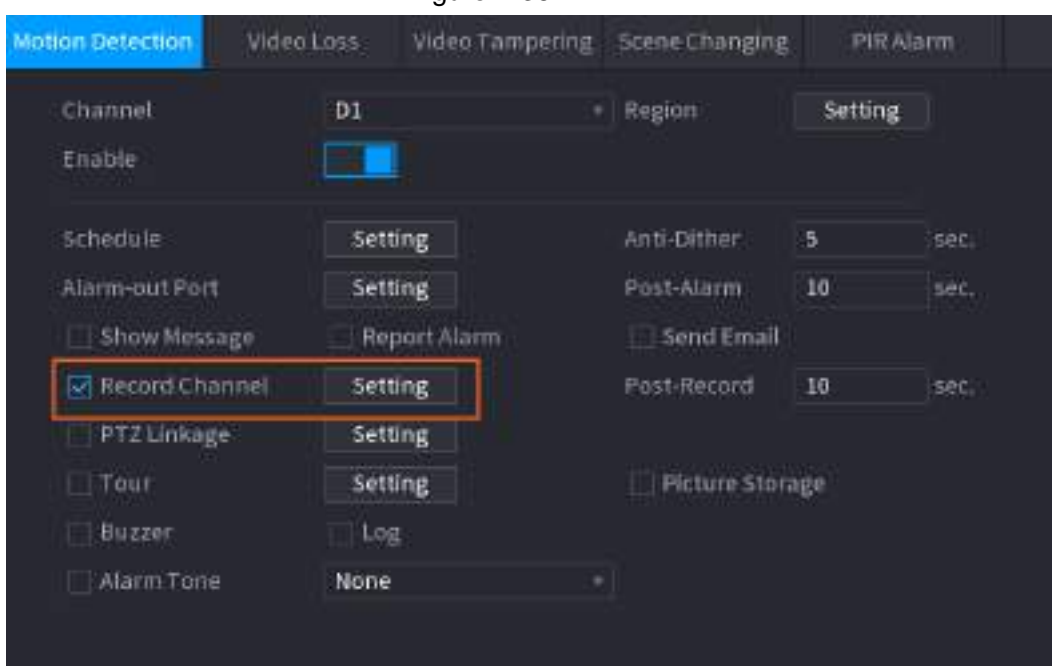 Motion Detection Video Loss Video Tampering Scene Changing PIR Alarm
Channel D1 Region Setting
Enable
Schedule Setting Anti-Dither 5 sec.
Alarm-out Port Setting Post-Alarm 10 sec.
Show Message Report Alarm Send Email
Record Channel Setting Post-Record 10 sec.
PTZ Linkage Setting
Tour Setting Picture Storage
Buzzer Log
Alarm Tone None